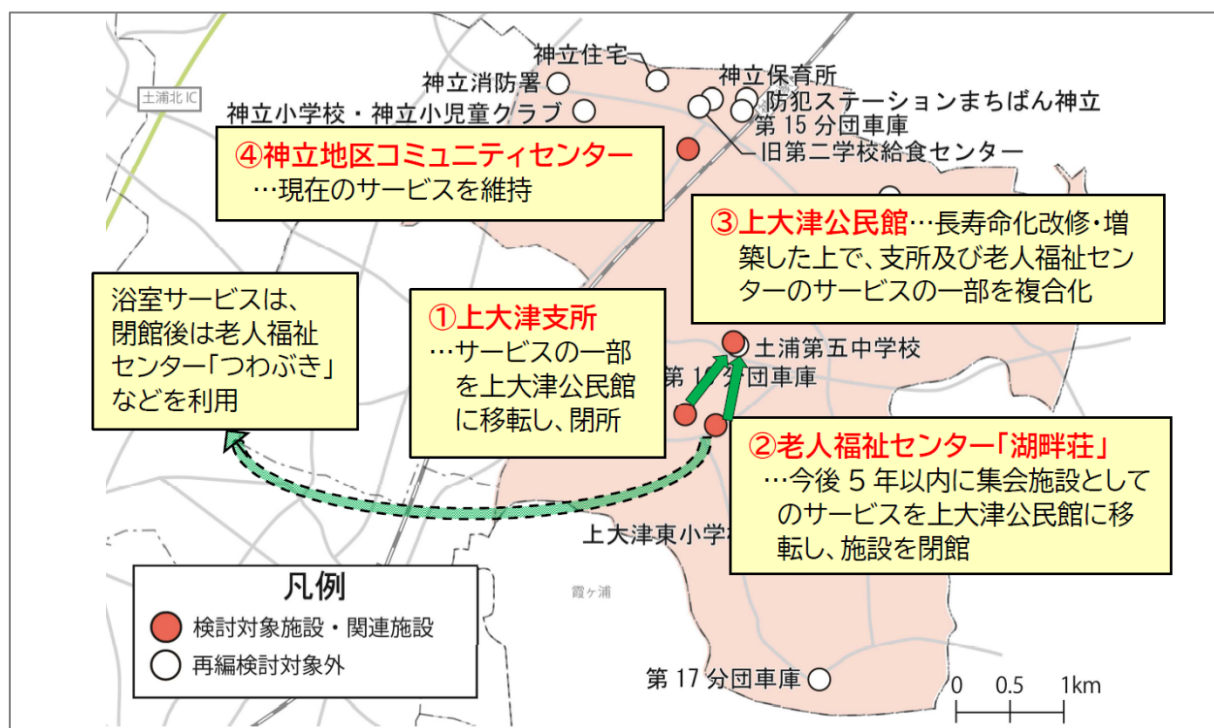 神立住宅
神立消防署
神立保育所
土浦北IC
神立小学校・神立小児童クラブ
防犯ステーションまちばん神立
第15分団車庫
旧第二学校給食センター
④神立地区コミュニティセンター
…現在のサービスを維持
③上大津公民館…長寿命化改修・増
築した上で、支所及び老人福祉セン
ターのサービスの一部を複合化
浴室サービスは、
閉館後は老人福祉
センター「つわぶき」
などを利用
①上大津支所
…サービスの一部
を上大津公民館
に移転し、閉所
土浦第五中学校
分団車庫
②老人福祉センター「湖畔荘」
…今後5年以内に集会施設として
のサービスを上大津公民館に移
転し、施設を閉館
上大津東小学校
霞ヶ浦
凡例
検討対象施設・関連施設
再編検討対象外
第17分団車庫
0 0.5 1km